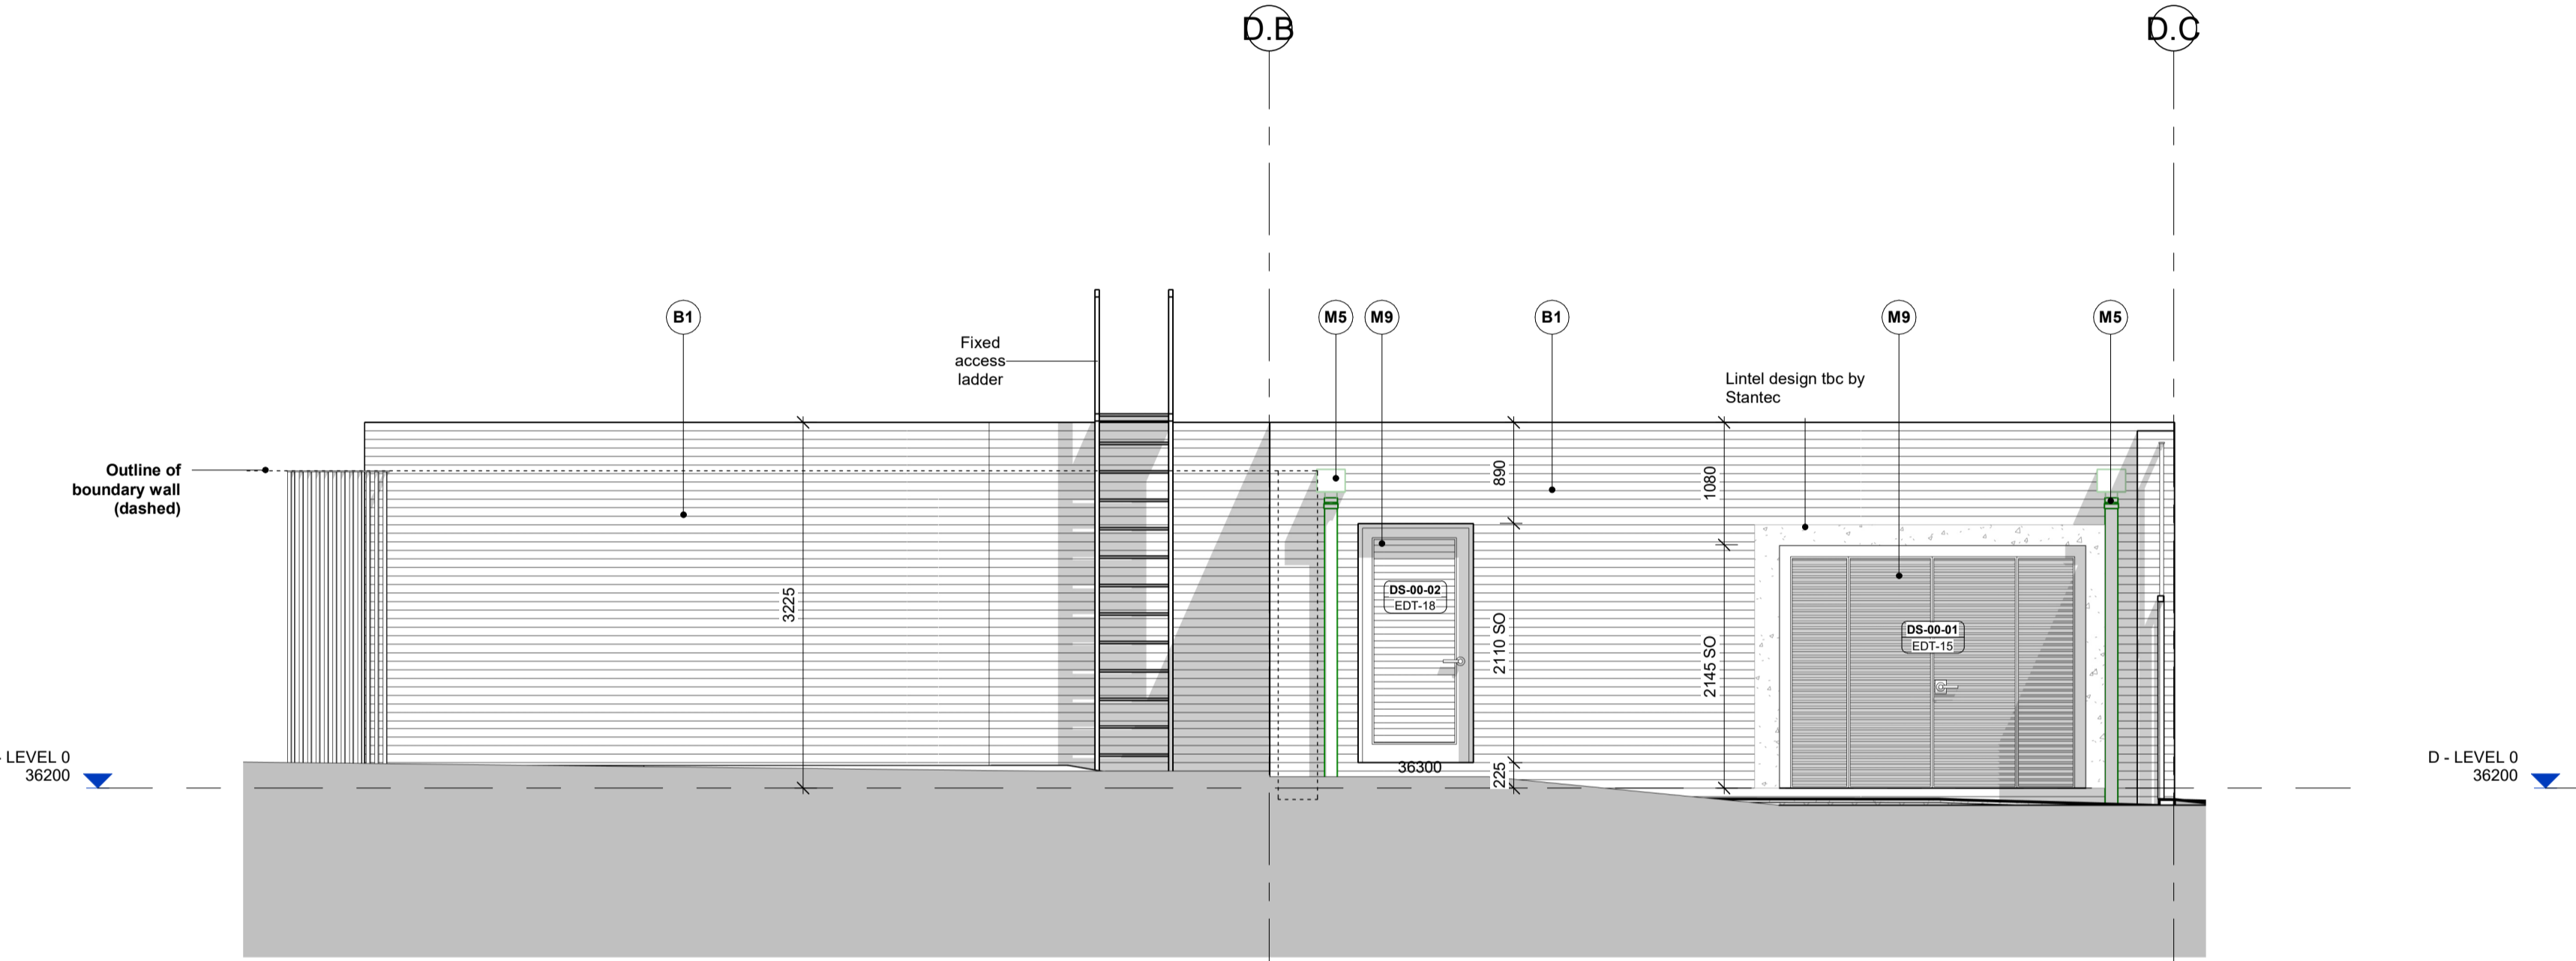 D.B
D.C
B1
M5
M9
B1
M9
M5
Fixed
access
ladder
Lintel design tbc by
Stantec
Outline of
boundary wall
(dashed)
890
1080
3225
DS-00-02
EDT-18
2110 SO
2145 SO
DS-00-01
EDT-15
- LEVEL 0
36200
36300
225
D - LEVEL 0
36200